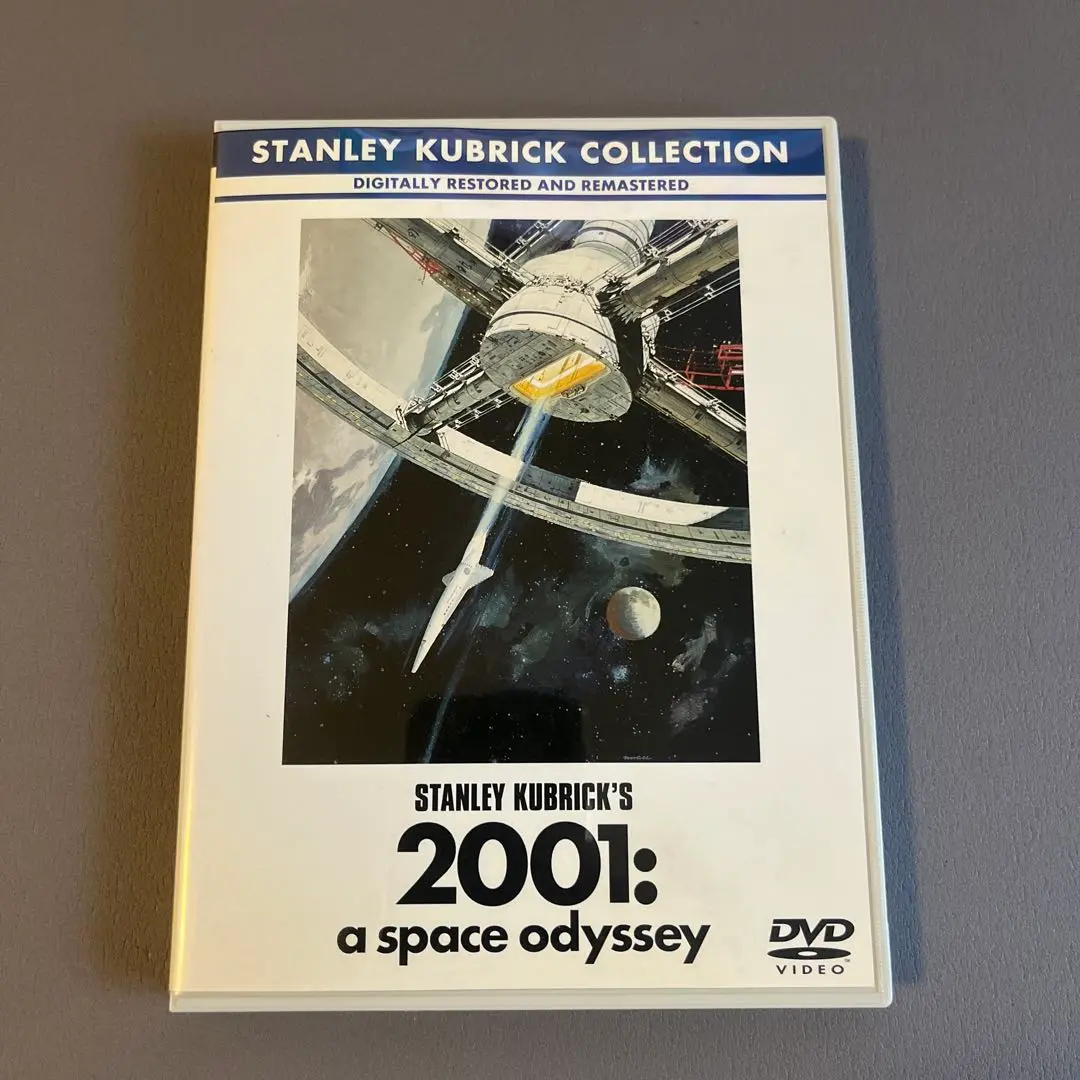 STANLEY KUBRICK COLLECTION
DIGITALLY RESTORED AND REMASTERED
STANLEY KUBRICK'S
2001:
a space odyssey
DVD
VIDEO